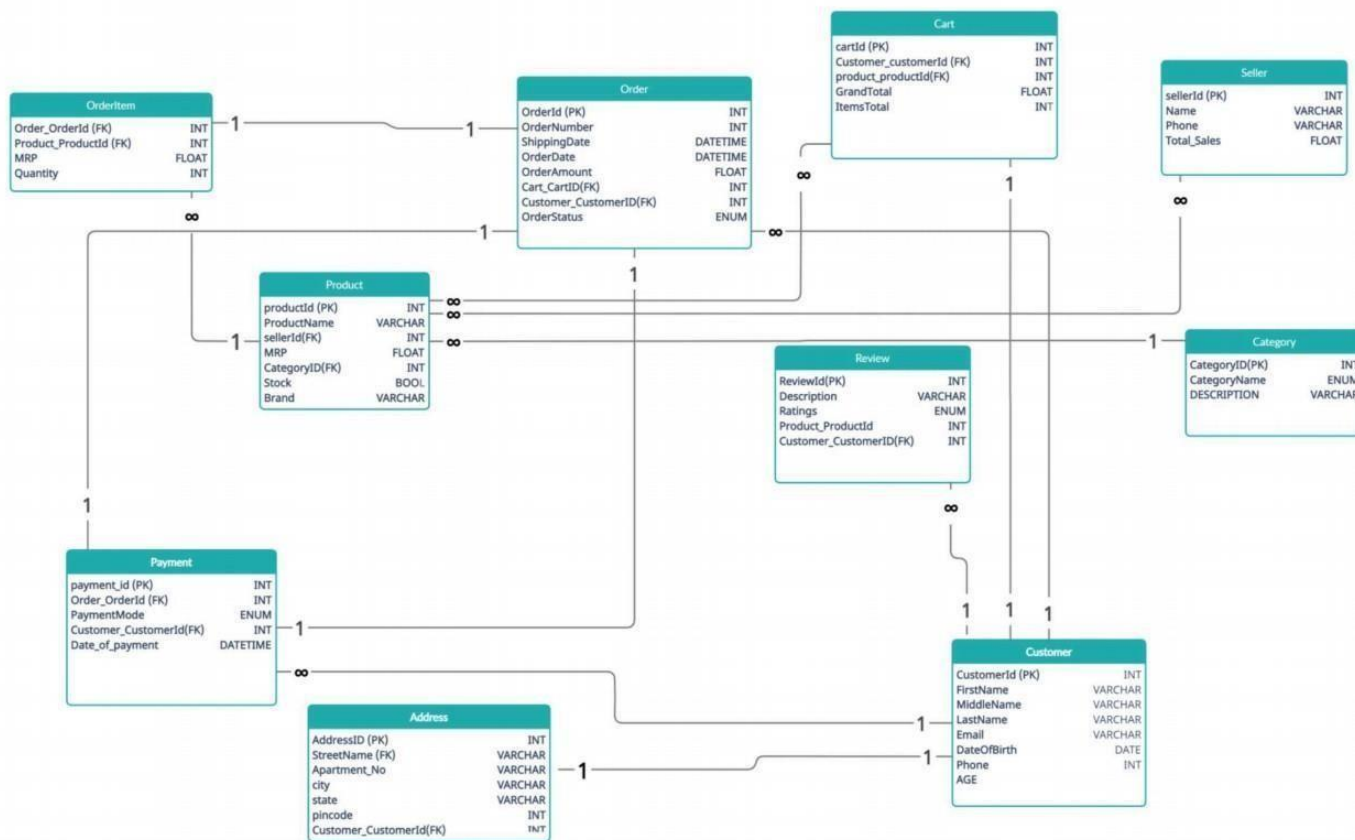 Cart
cartId (PK) INT
Customer_customerId (FK) INT
product_productId(FK) INT
GrandTotal FLOAT
ItemsTotal INT
Seller
sellerId (PK) INT
Name VARCHAR
Phone VARCHAR
Total_Sales FLOAT
Order
OrderId (PK) INT
OrderNumber INT
ShippingDate DATETIME
OrderDate DATETIME
OrderAmount FLOAT
Cart_CartID(FK) INT
Customer_CustomerID(FK) INT
OrderStatus ENUM
OrderItem
Order_OrderId (FK) INT
Product_ProductId (FK) INT
MRP FLOAT
Quantity INT
1
1
∞
1
∞
1
∞
∞
1
Product
productId (PK) INT
ProductName VARCHAR
sellerId(FK) INT
MRP FLOAT
CategoryID(FK) INT
Stock BOOL
Brand VARCHAR
∞
∞
∞
1
1
Category
CategoryID(PK) INT
CategoryName ENUM
DESCRIPTION VARCHAR
Review
ReviewId(PK) INT
Description VARCHAR
Ratings ENUM
Product_ProductId INT
Customer_CustomerID(FK) INT
1
∞
Payment
payment_id (PK) INT
Order_OrderId (FK) INT
PaymentMode ENUM
Customer_CustomerId(FK) INT
Date_of_payment DATETIME
1
∞
1
1
1
Customer
CustomerId (PK) INT
FirstName VARCHAR
MiddleName VARCHAR
LastName VARCHAR
Email VARCHAR
DateOfBirth DATE
Phone INT
AGE
1
1
1
Address
AddressID (PK) INT
StreetName (FK) VARCHAR
Apartment_No VARCHAR
city VARCHAR
state VARCHAR
pincode INT
Customer_CustomerId(FK) INT